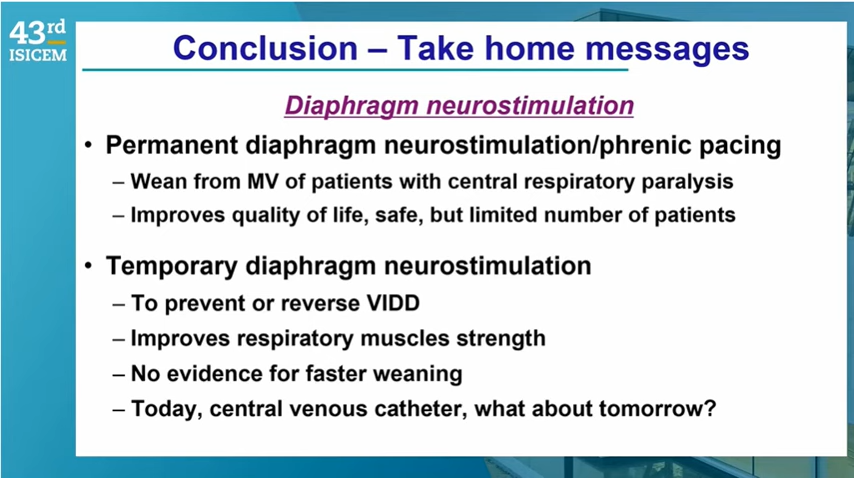 43rd
ISICEM
Conclusion – Take home messages
Diaphragm neurostimulation
• Permanent diaphragm neurostimulation/phrenic pacing
– Wean from MV of patients with central respiratory paralysis
– Improves quality of life, safe, but limited number of patients
• Temporary diaphragm neurostimulation
– To prevent or reverse VIDD
– Improves respiratory muscles strength
– No evidence for faster weaning
– Today, central venous catheter, what about tomorrow?